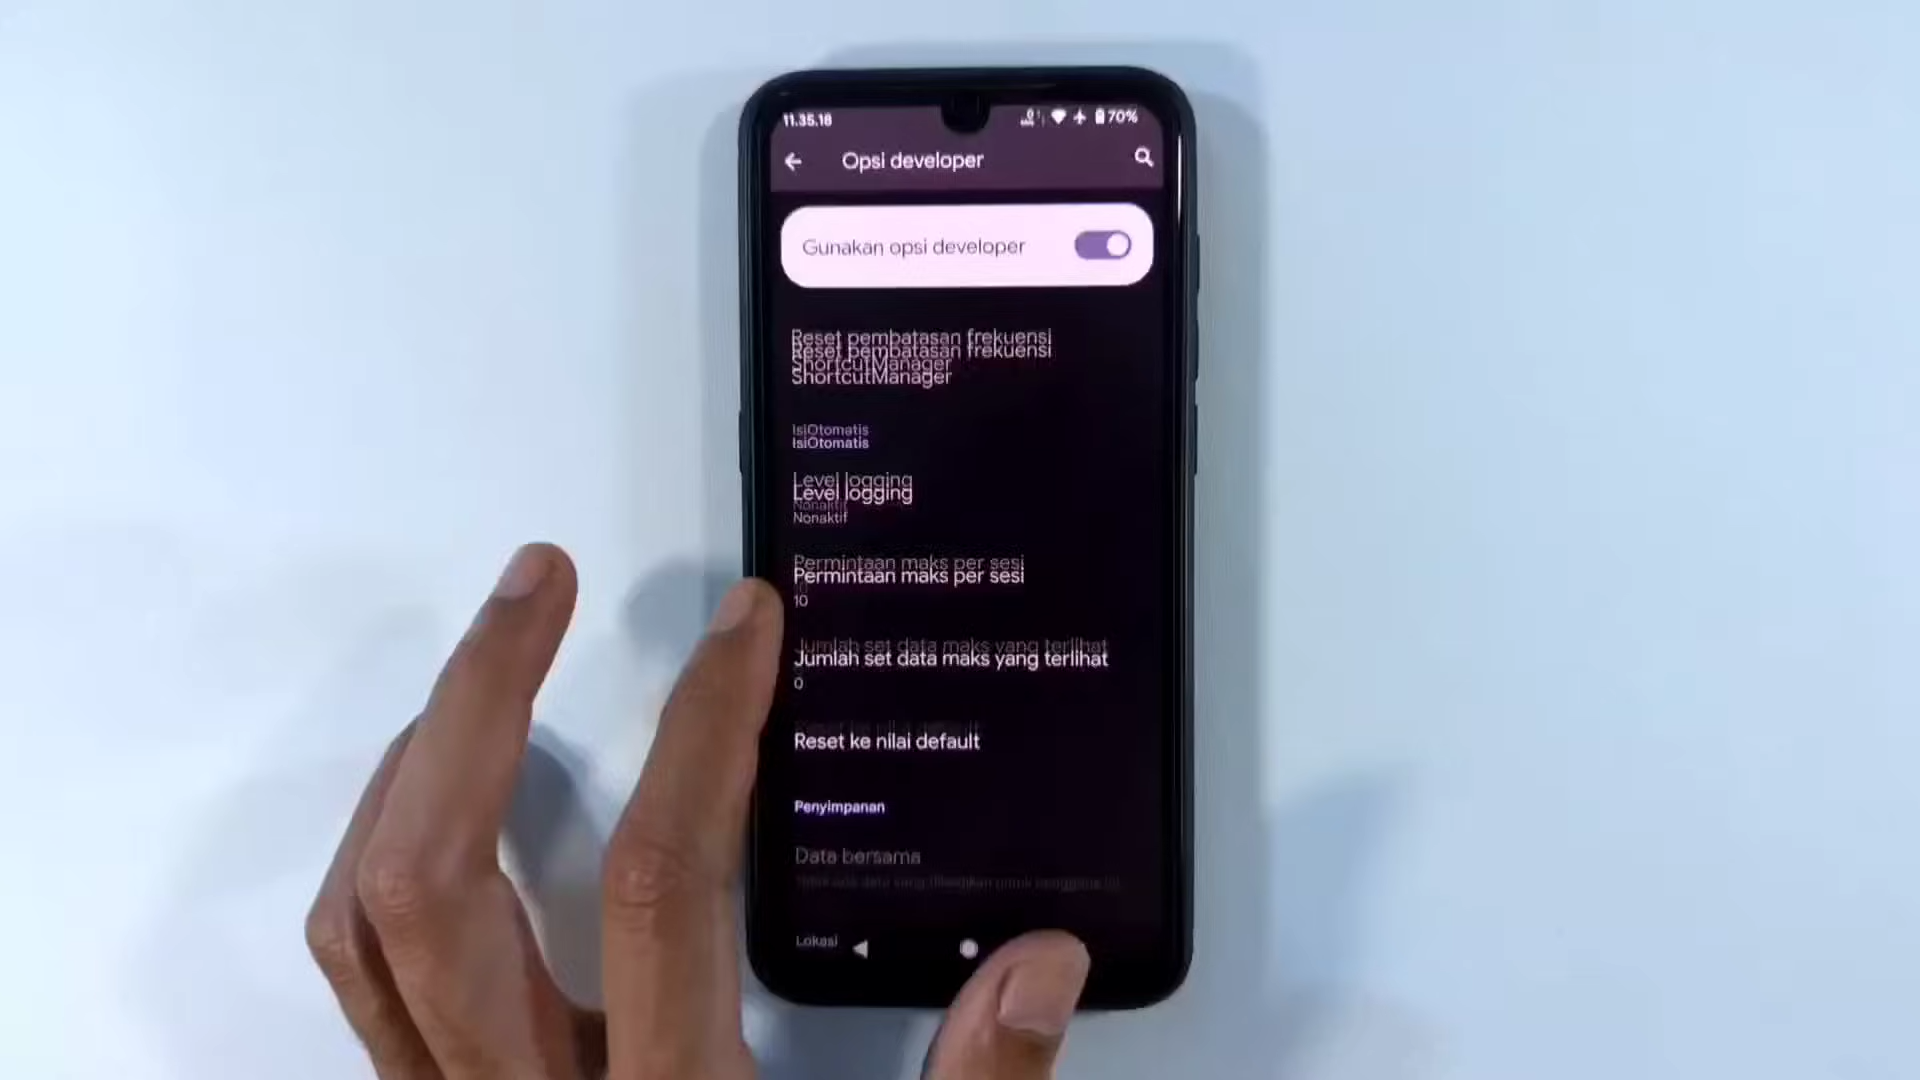 11.35.18
70%
Opsi developer
Gunakan opsi developer
Reset pembatasan frekuensi
ShortcutManager
IsiOtomatis
Level logging
Nonaktif
Permintaan maks per sesi
10
Jumlah set data maks yang terlihat
0
Reset ke nilai default
Penyimpanan
Data bersama
Lokasi